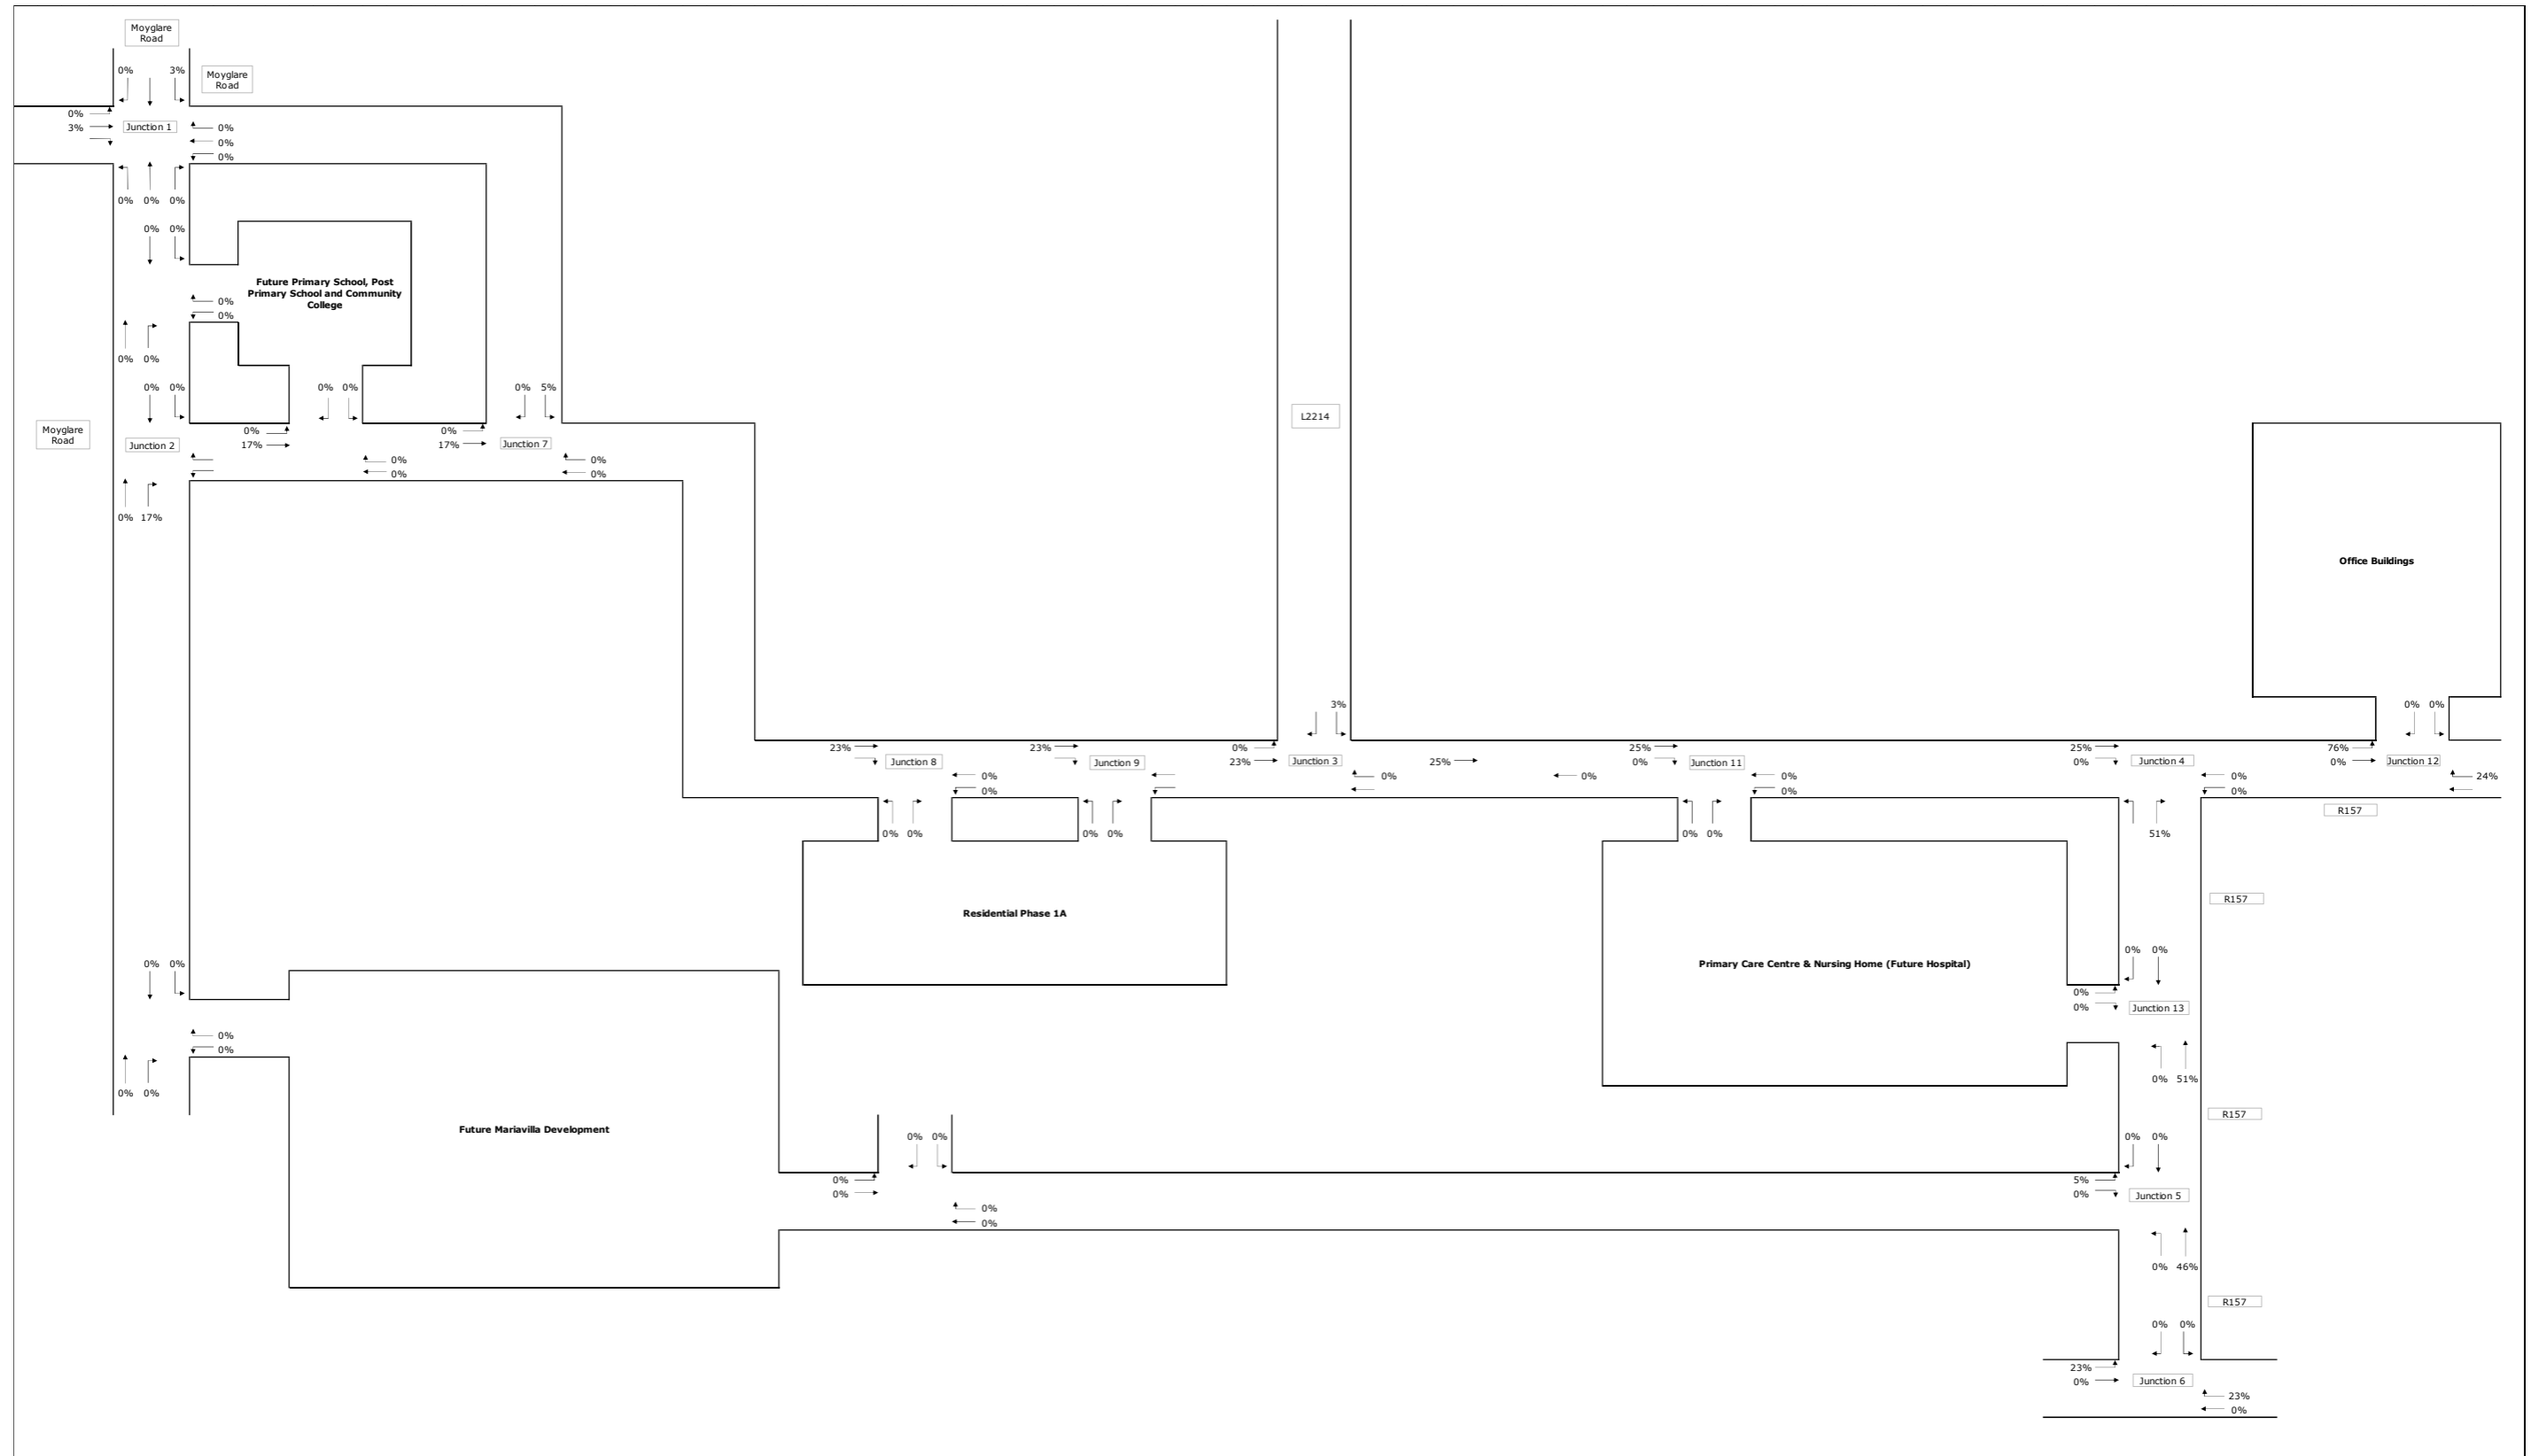 Moyglare
Road
0% 3%
Moyglare
Road
0%
3%
Junction 1
0%
0%
0%
0% 0% 0%
0% 0%
Future Primary School, Post
Primary School and Community
College
0%
0%
0% 0%
0% 0%
0% 0%
0% 5%
L2214
Moyglare
Road
0%
17%
0%
17%
Junction 2
Junction 7
0%
0%
0%
0%
0% 17%
Office Buildings
3%
0% 0%
23%
23%
0%
23%
25%
25%
0%
25%
0%
76%
0%
Junction 8
Junction 9
Junction 3
Junction 11
Junction 4
Junction 12
0%
0%
0%
0%
0%
0%
0%
0%
24%
R157
0% 0%
0% 0%
0% 0%
51%
R157
Residential Phase 1A
Primary Care Centre & Nursing Home (Future Hospital)
0% 0%
0% 0%
0%
0%
Junction 13
0%
0%
0% 0%
0% 51%
R157
Future Mariavilla Development
0% 0%
0% 0%
0%
0%
5%
0%
Junction 5
0%
0%
0% 46%
R157
0% 0%
23%
0%
Junction 6
23%
0%